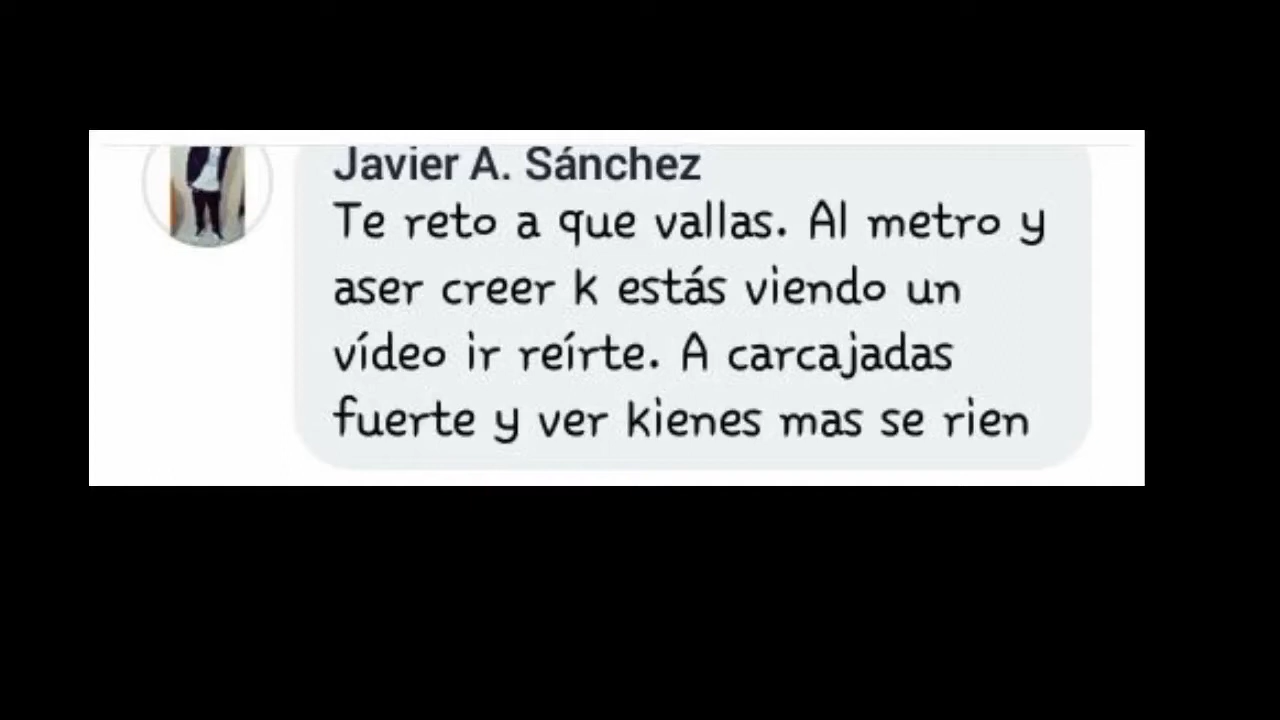 Javier A. Sánchez
Te reto a que vallas. Al metro y
aser creer k estás viendo un
vídeo ir reírte. A carcajadas
fuerte y ver kienes mas se rien